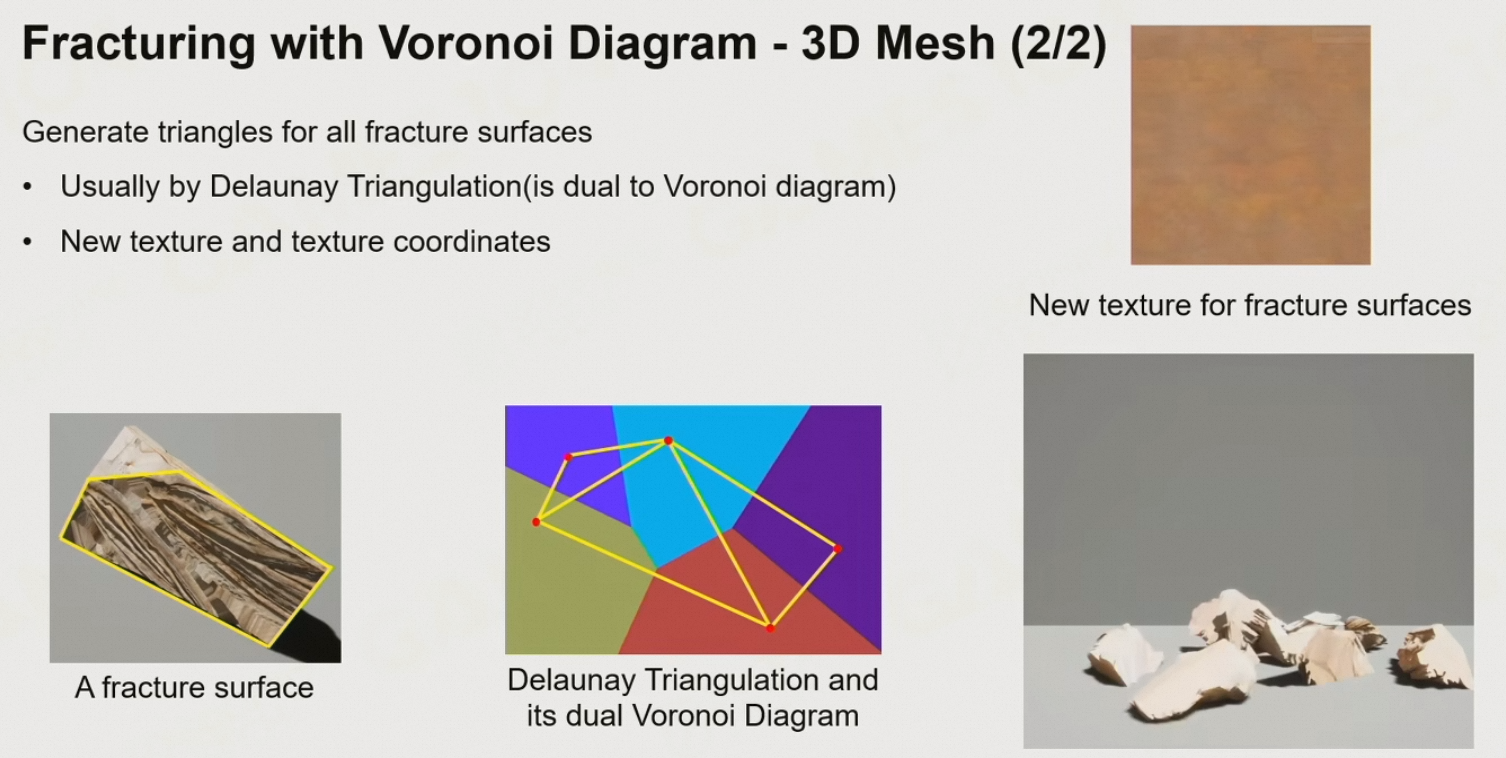 Fracturing with Voronoi Diagram - 3D Mesh (2/2)
Generate triangles for all fracture surfaces
• Usually by Delaunay Triangulation(is dual to Voronoi diagram)
• New texture and texture coordinates
New texture for fracture surfaces
A fracture surface
Delaunay Triangulation and
its dual Voronoi Diagram